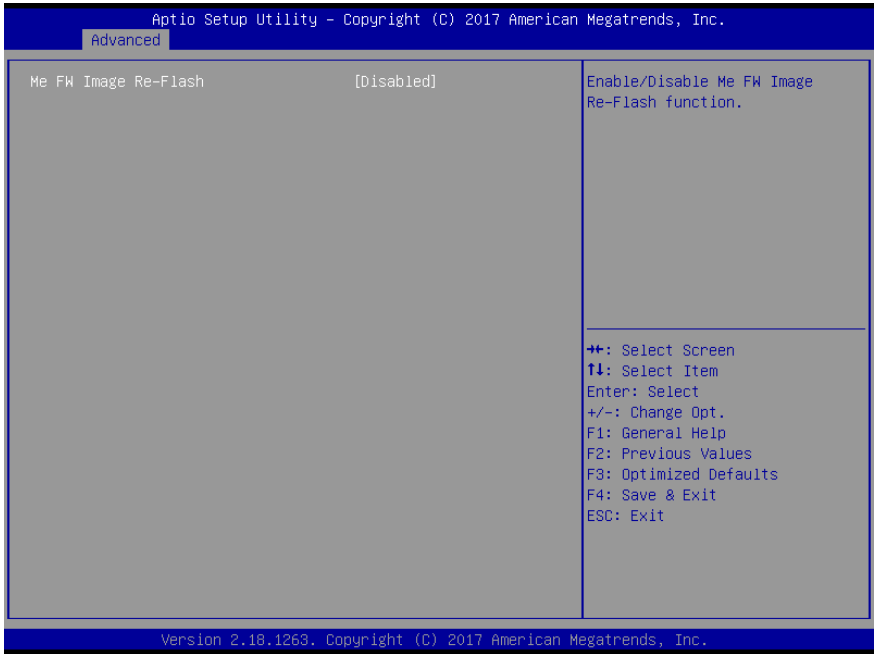 Aptio Setup Utility – Copyright (C) 2017 American Megatrends, Inc.
Advanced
Me FW Image Re-Flash [Disabled]
Enable/Disable Me FW Image
Re-Flash function.
→←: Select Screen
↑↓: Select Item
Enter: Select
+/-: Change Opt.
F1: General Help
F2: Previous Values
F3: Optimized Defaults
F4: Save & Exit
ESC: Exit
Version 2.18.1263. Copyright (C) 2017 American Megatrends, Inc.